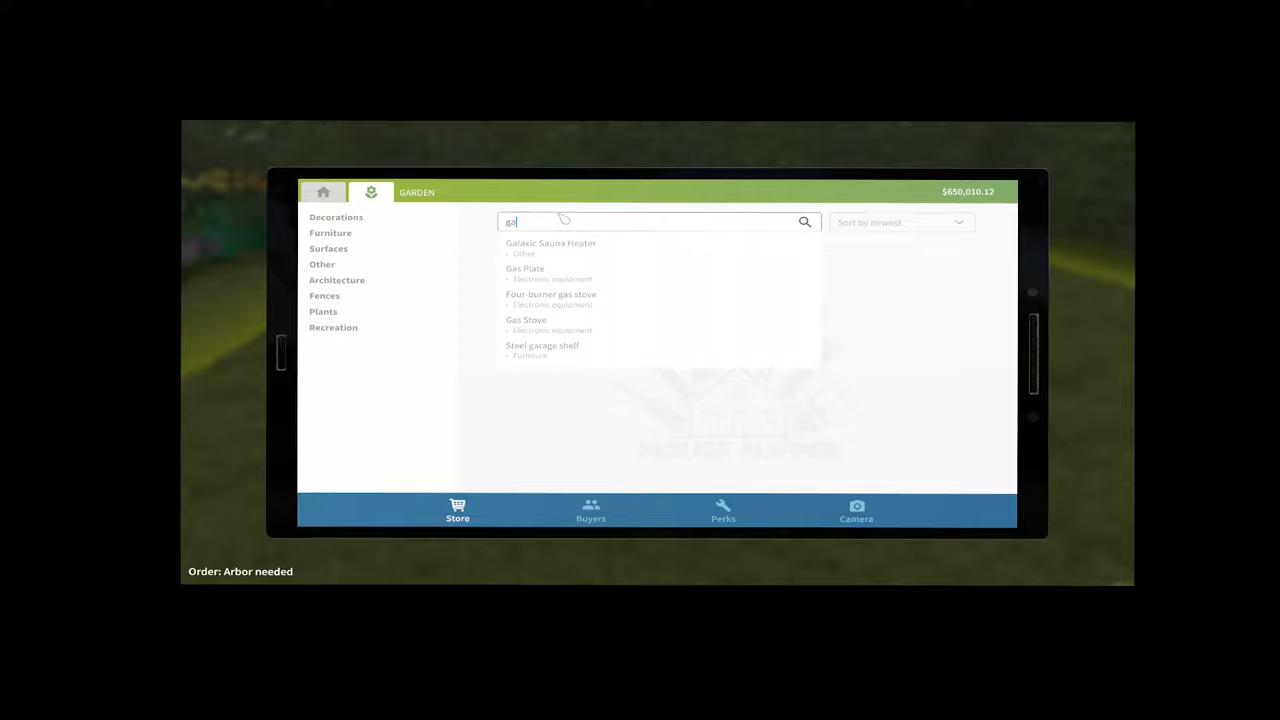 GARDEN
$650,010.12
Decorations
Furniture
Surfaces
Other
Architecture
Fences
Plants
Recreation
ga
Sort by newest
Galaxic Sauna Heater
- Other
Gas Plate
- Electronic equipment
Four-burner gas stove
- Electronic equipment
Gas Stove
- Electronic equipment
Steel garage shelf
- Furniture
HOUSE FLIPPER
Store
Buyers
Perks
Camera
Order: Arbor needed